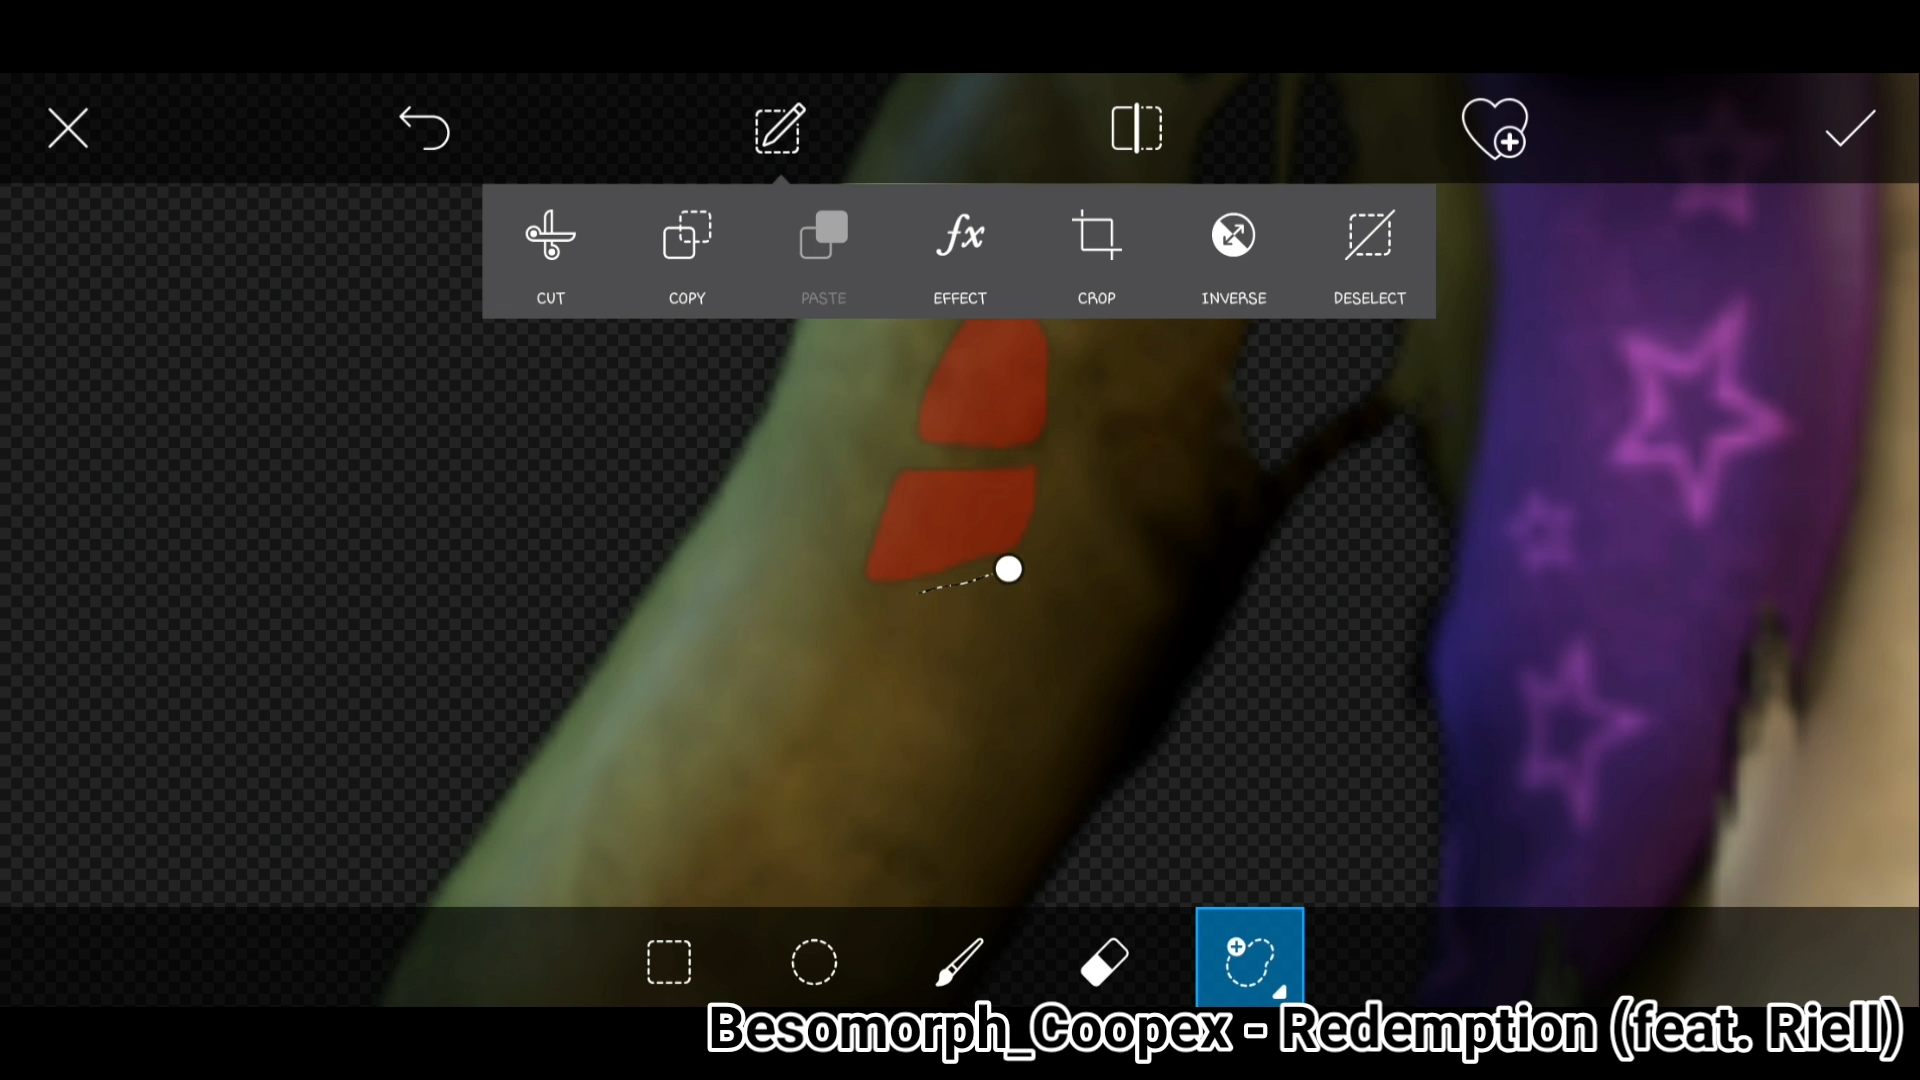 CUT COPY PASTE EFFECT CROP INVERSE DESELECT
Besomorph_Coopex - Redemption (feat. Riell)